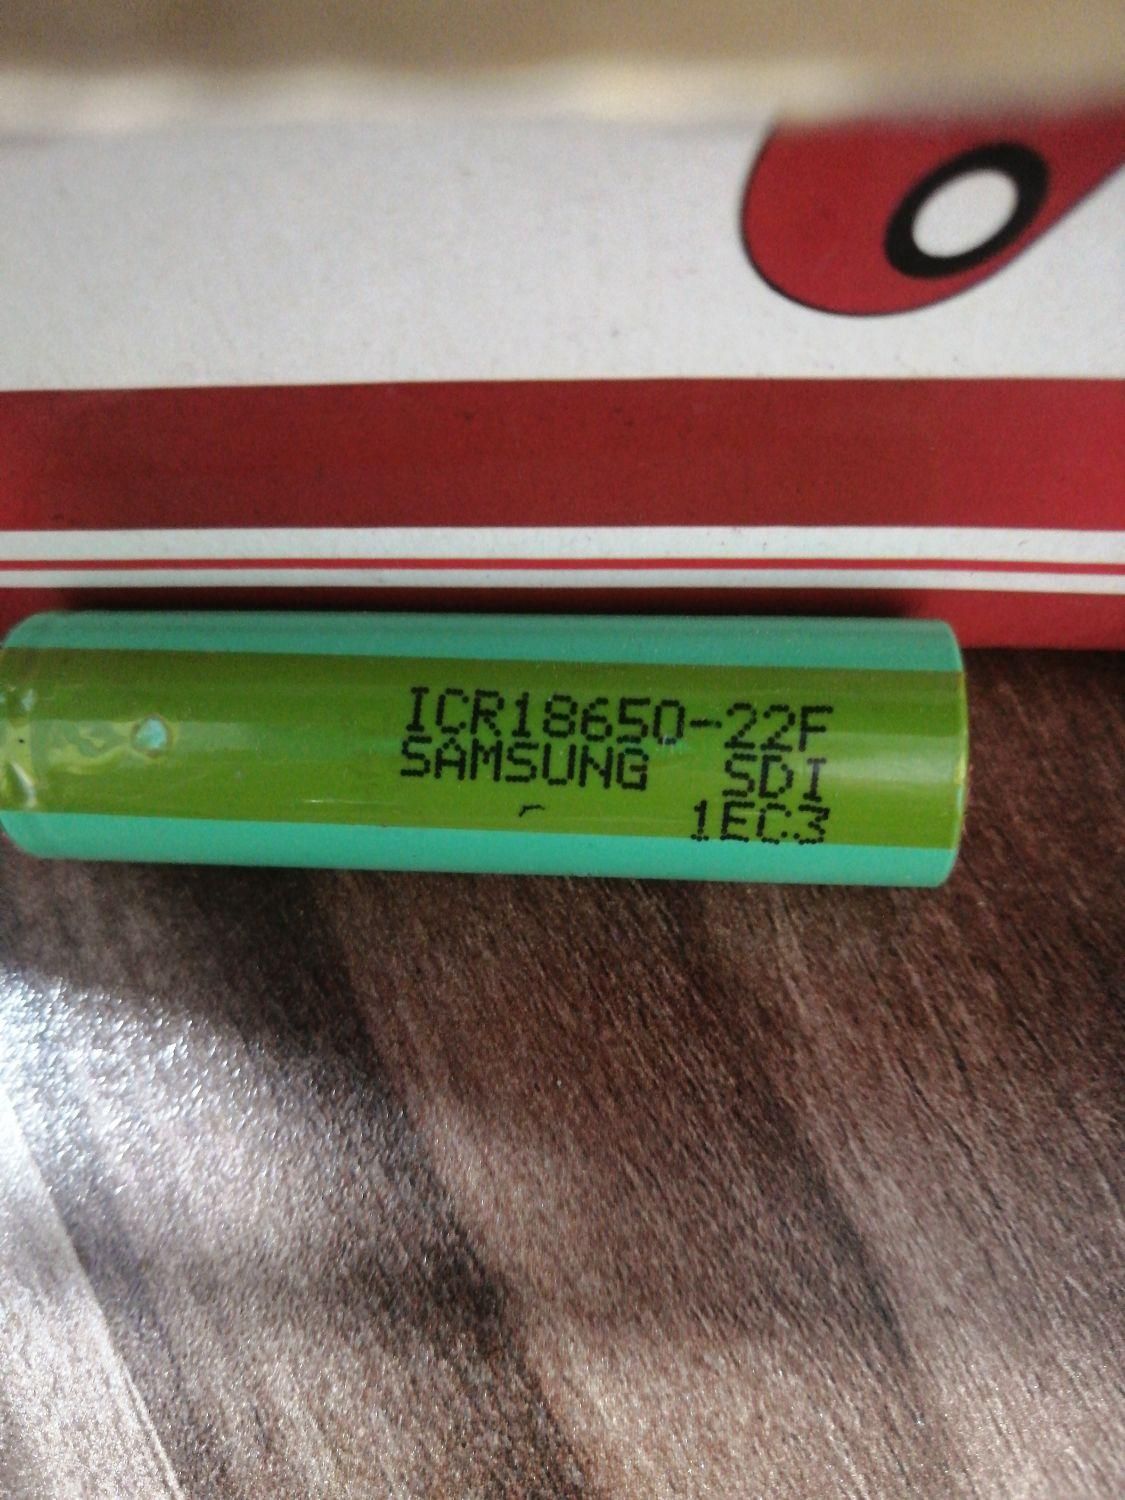 ICR18650-22F
SAMSUNG SDI
1EC3